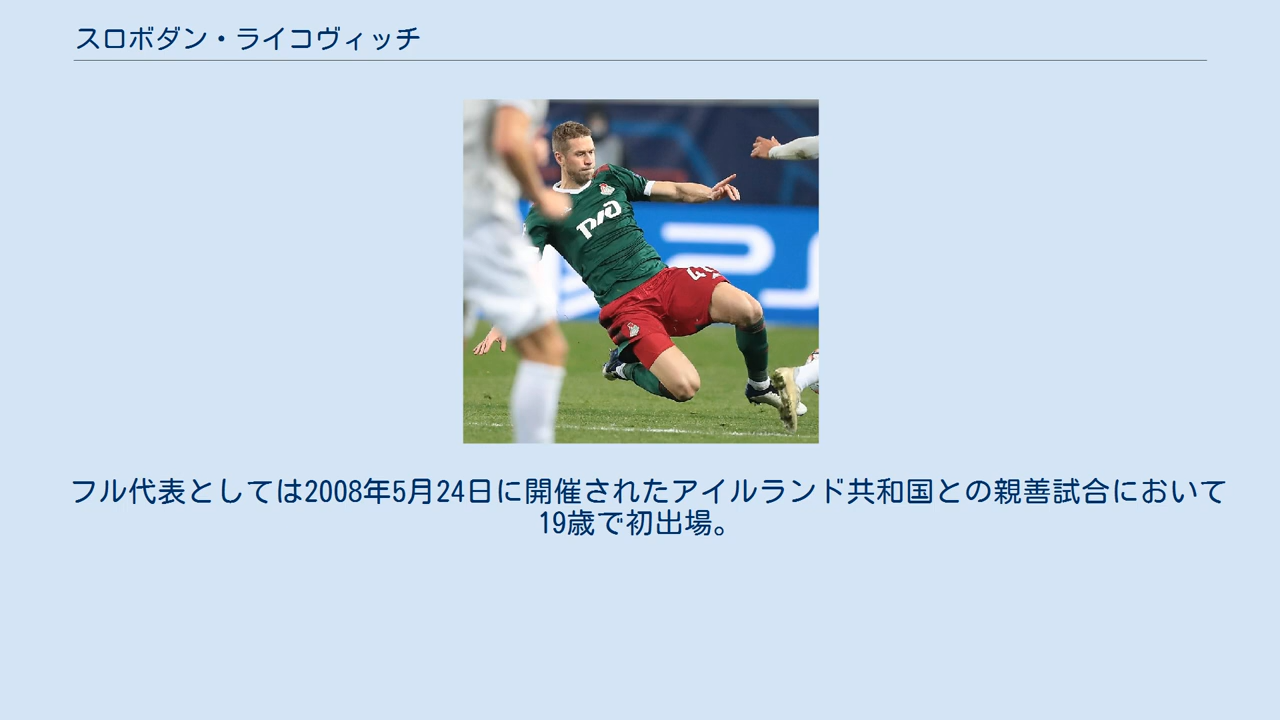 スロボダン・ライコヴィッチ
РЖД
PS
フル代表としては2008年5月24日に開催されたアイルランド共和国との親善試合において
19歳で初出場。